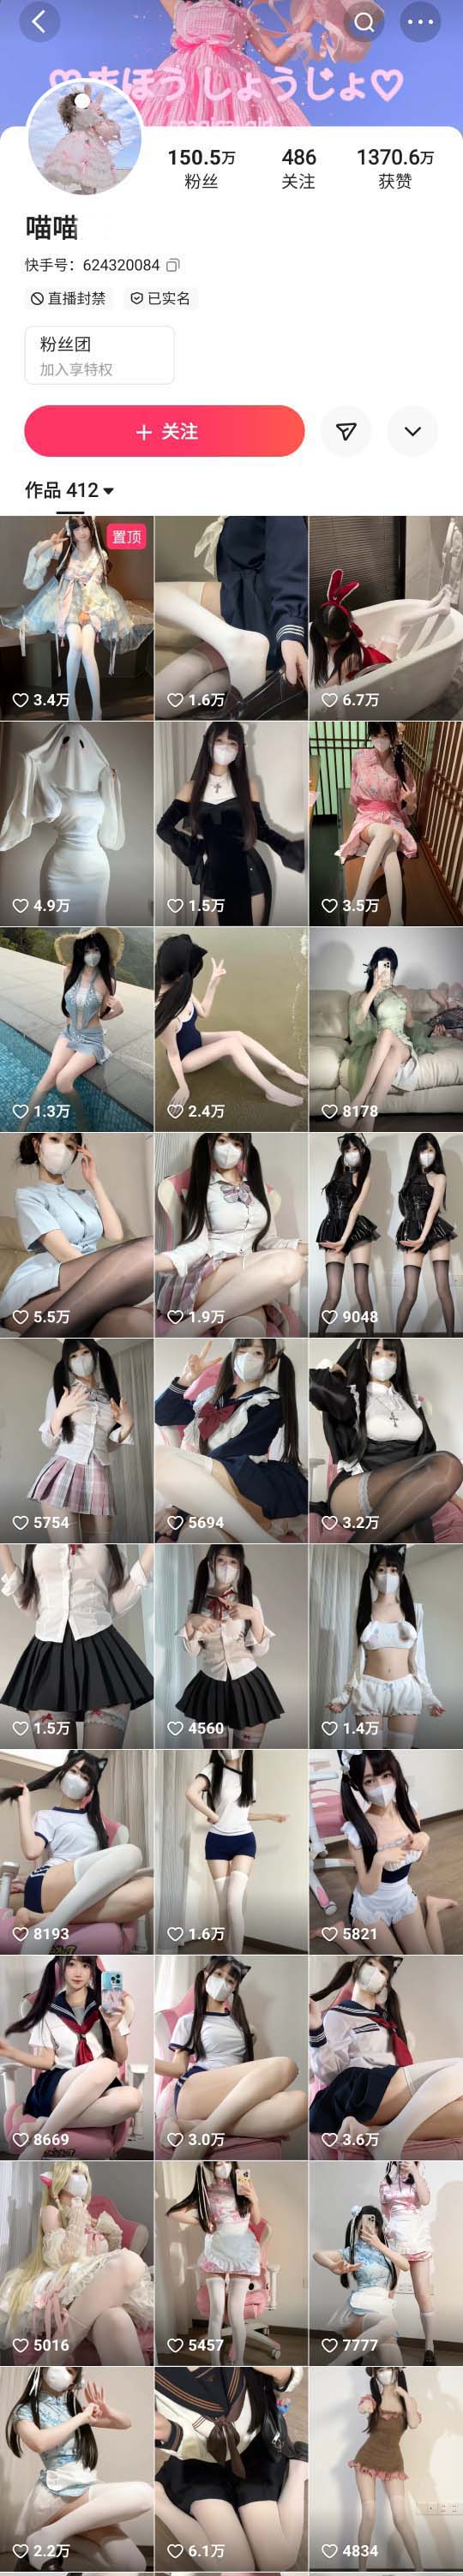 ♡まほうしょうじょ♡
150.5万
粉丝
486
关注
1370.6万
获赞
喵喵
快手号：624320084
直播封禁
已实名
粉丝团
加入享特权
关注
作品 412
置顶
3.4万
1.6万
6.7万
4.9万
1.5万
3.5万
1.3万
2.4万
8178
5.5万
1.9万
9048
5754
5694
3.2万
1.5万
4560
1.4万
8193
1.6万
5821
8669
3.0万
3.6万
5016
5457
7777
2.2万
6.1万
4834